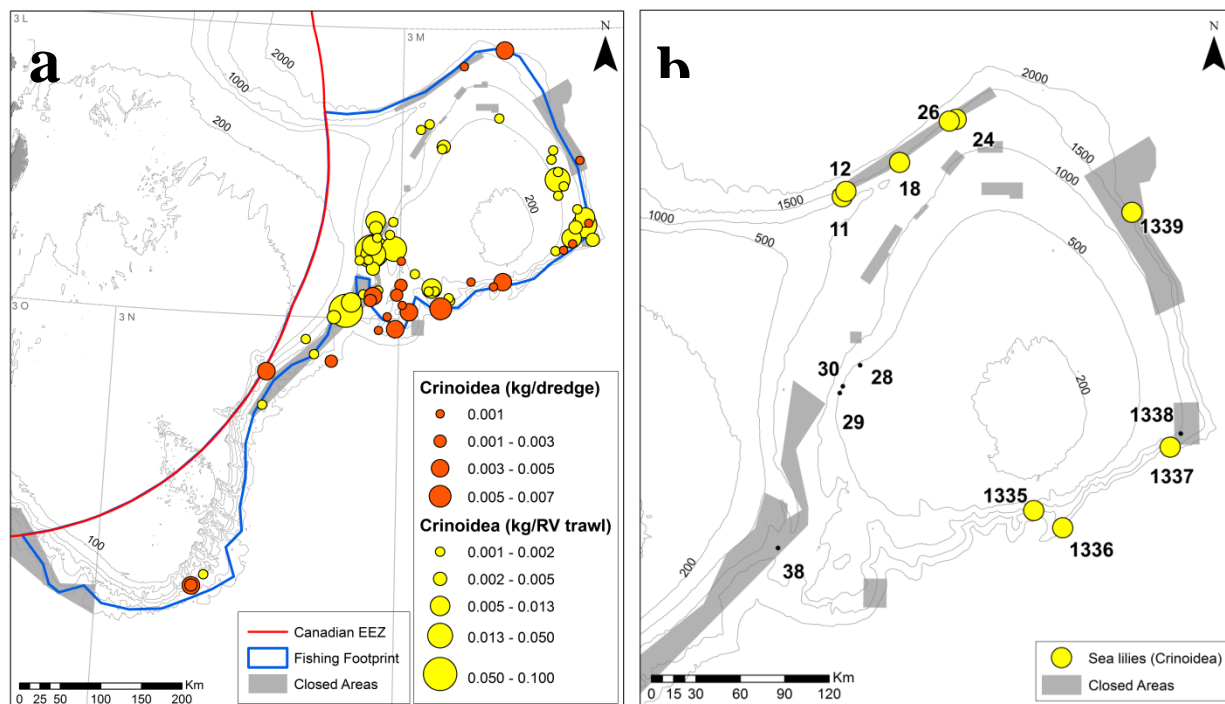 a
3 L
3 M
N
2000
1000
200
200
3 O
3 N
100
Crinoidea (kg/dredge)
0.001
0.001 - 0.003
0.003 - 0.005
0.005 - 0.007
Crinoidea (kg/RV trawl)
0.001 - 0.002
0.002 - 0.005
0.005 - 0.013
0.013 - 0.050
0.050 - 0.100
Canadian EEZ
Fishing Footprint
Closed Areas
Km
0 25 50 100 150 200
b
N
2000
26
24
1500
12
18
1000
11
1500
1000
1339
500
500
30
28
29
200
1338
1337
1335
1336
200
38
Sea lilies (Crinoidea)
Closed Areas
Km
0 15 30 60 90 120